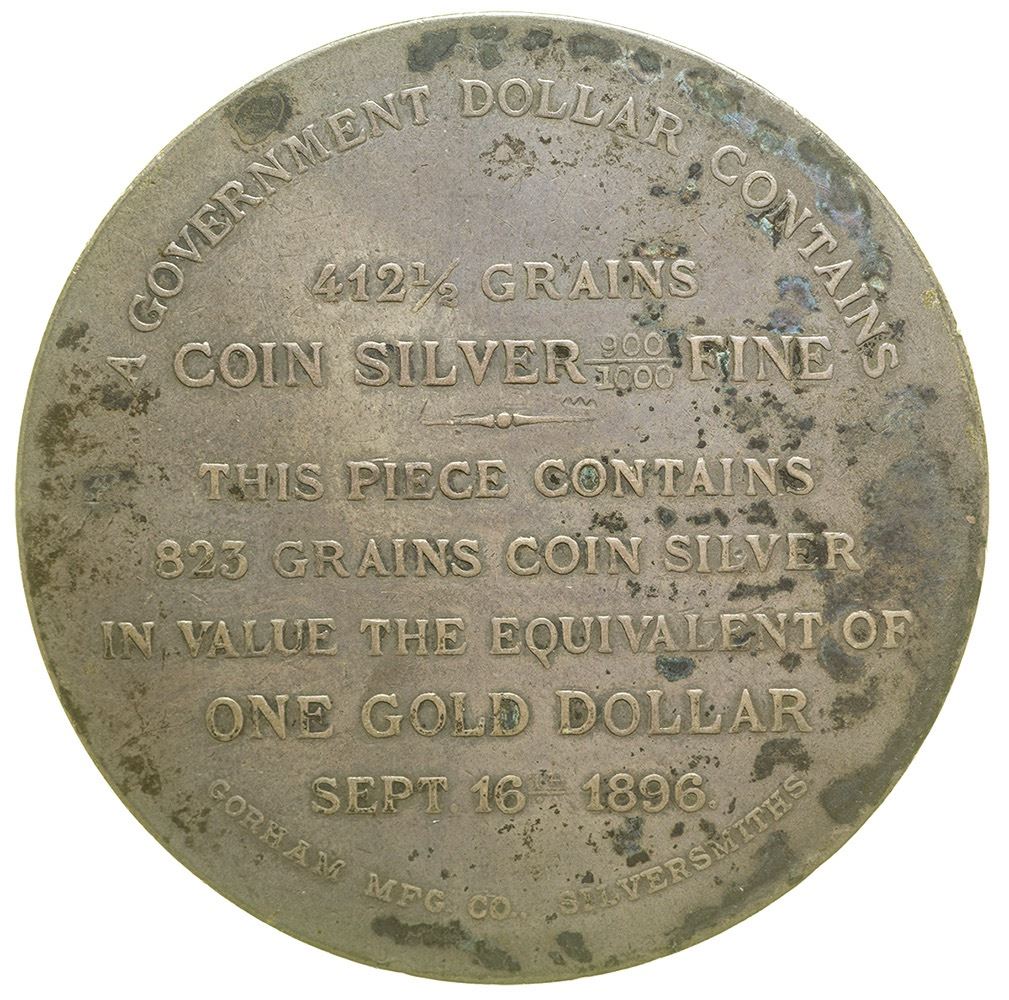 A GOVERNMENT DOLLAR CONTAINS
412½ GRAINS
COIN SILVER 900/1000 FINE
THIS PIECE CONTAINS
823 GRAINS COIN SILVER
IN VALUE THE EQUIVALENT OF
ONE GOLD DOLLAR
SEPT. 16TH 1896.
GORHAM MFG. CO., SILVERSMITHS